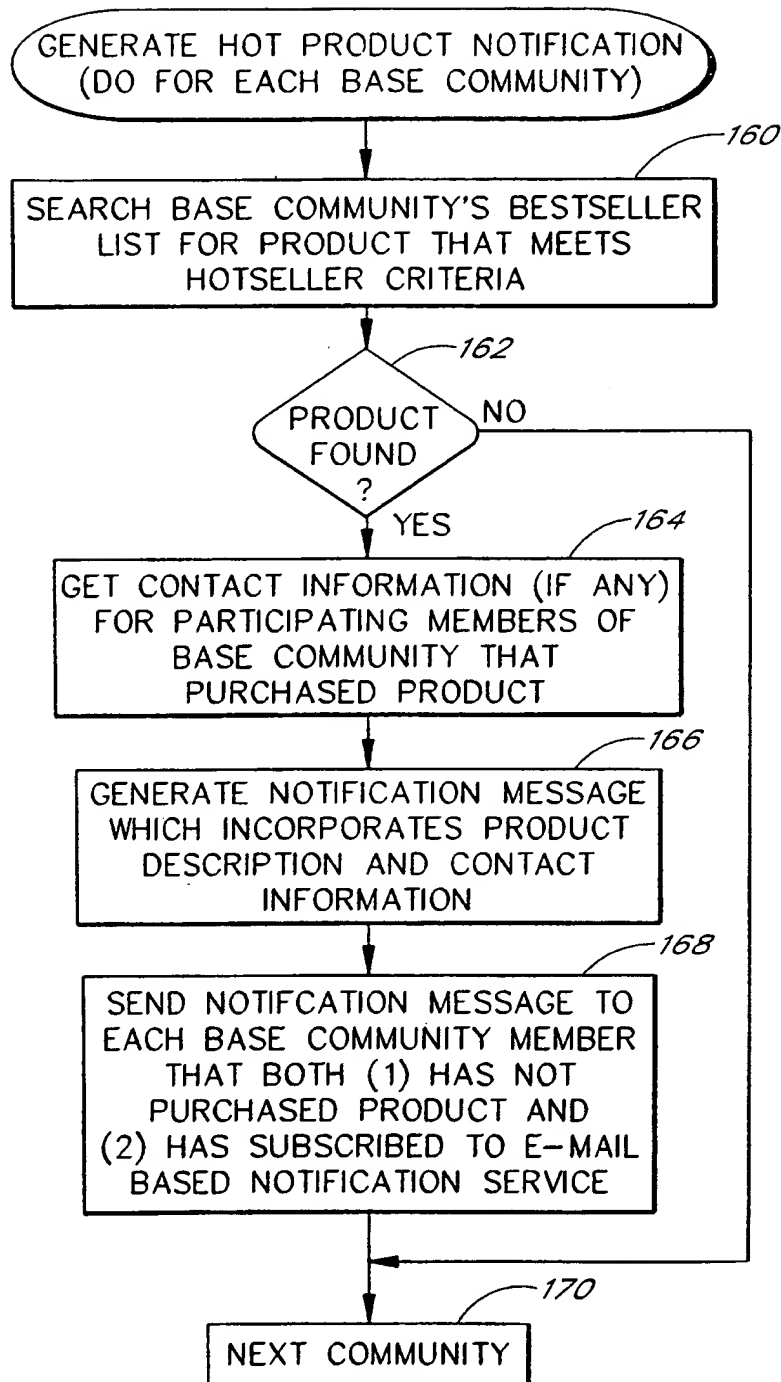 GENERATE HOT PRODUCT NOTIFICATION
(DO FOR EACH BASE COMMUNITY)
160
SEARCH BASE COMMUNITY'S BESTSELLER
LIST FOR PRODUCT THAT MEETS
HOTSELLER CRITERIA
162
PRODUCT
FOUND
?
NO
YES
164
GET CONTACT INFORMATION (IF ANY)
FOR PARTICIPATING MEMBERS OF
BASE COMMUNITY THAT
PURCHASED PRODUCT
166
GENERATE NOTIFICATION MESSAGE
WHICH INCORPORATES PRODUCT
DESCRIPTION AND CONTACT
INFORMATION
168
SEND NOTIFCATION MESSAGE TO
EACH BASE COMMUNITY MEMBER
THAT BOTH (1) HAS NOT
PURCHASED PRODUCT AND
(2) HAS SUBSCRIBED TO E-MAIL
BASED NOTIFICATION SERVICE
170
NEXT COMMUNITY